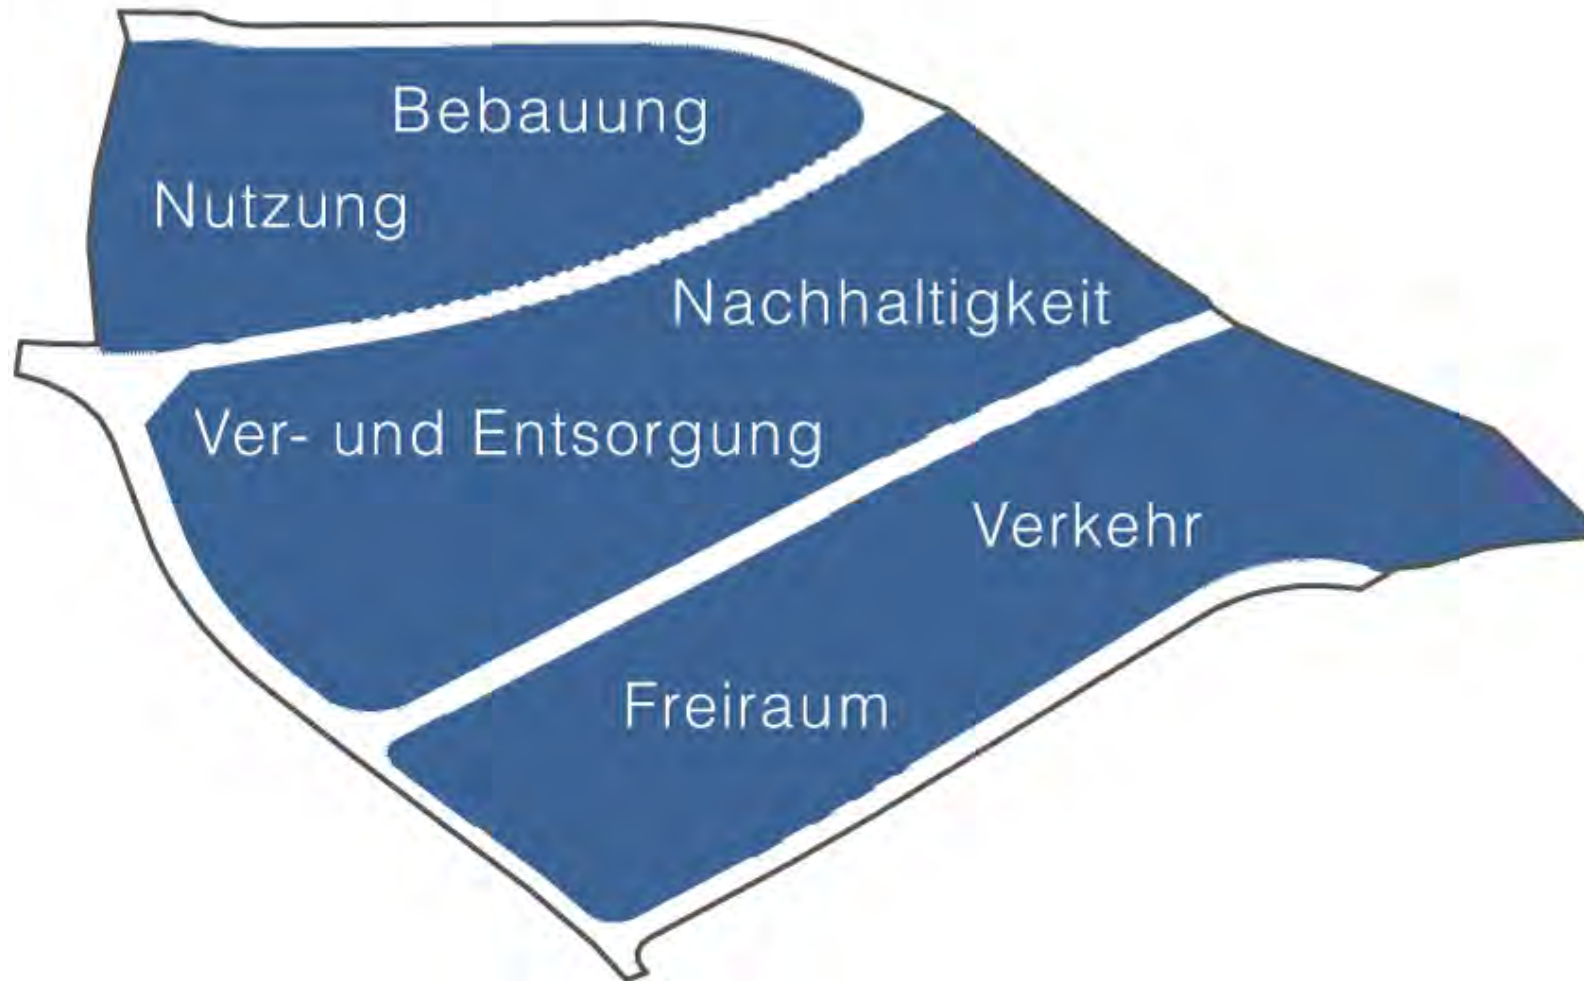 Bebauung
Nutzung
Nachhaltigkeit
Ver- und Entsorgung
Verkehr
Freiraum